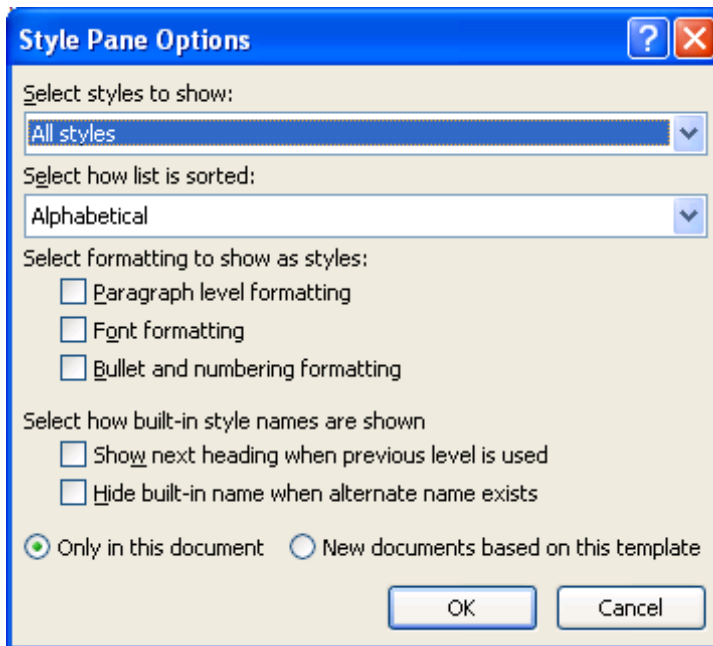 Style Pane Options
Select styles to show:
All styles
Select how list is sorted:
Alphabetical
Select formatting to show as styles:
Paragraph level formatting
Font formatting
Bullet and numbering formatting
Select how built-in style names are shown
Show next heading when previous level is used
Hide built-in name when alternate name exists
Only in this document New documents based on this template
OK Cancel